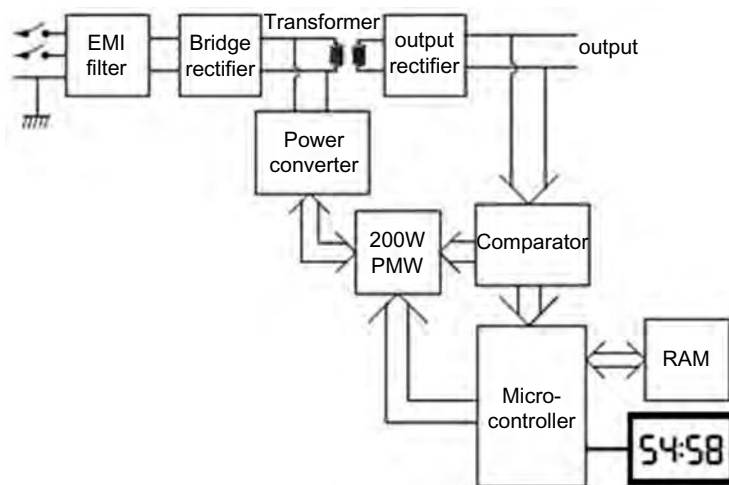 Transformer
EMI
filter
Bridge
rectifier
output
rectifier
output
Power
converter
200W
PMW
Comparator
Micro-
controller
RAM
54:58